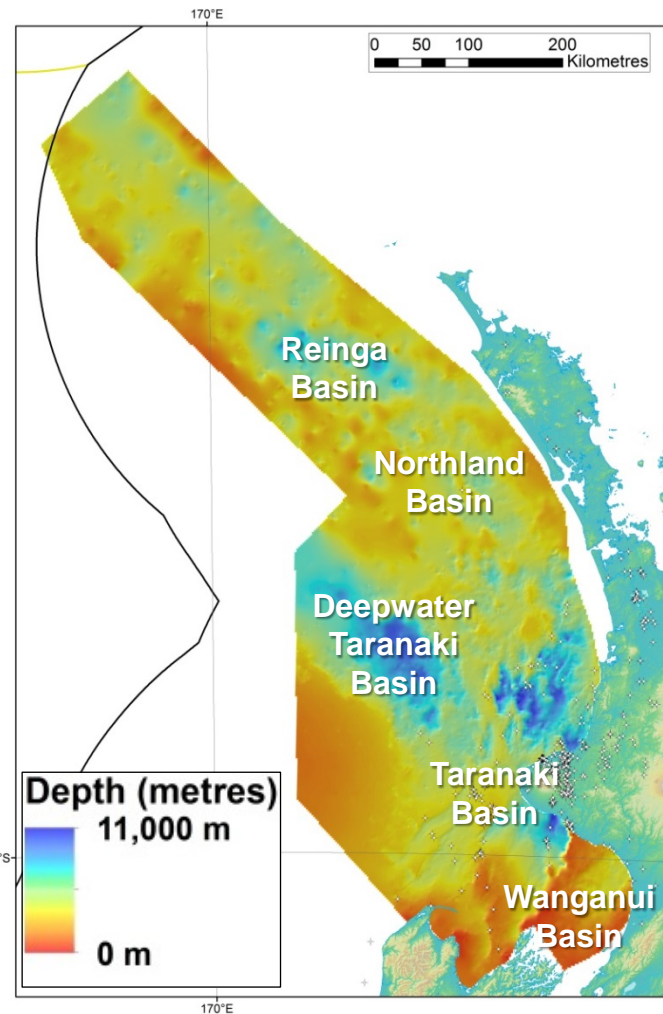 170°E
0 50 100 200
Kilometres
Reinga
Basin
Northland
Basin
Deepwater
Taranaki
Basin
Taranaki
Basin
Depth (metres)
11,000 m
0 m
°S
Wanganui
Basin
170°E